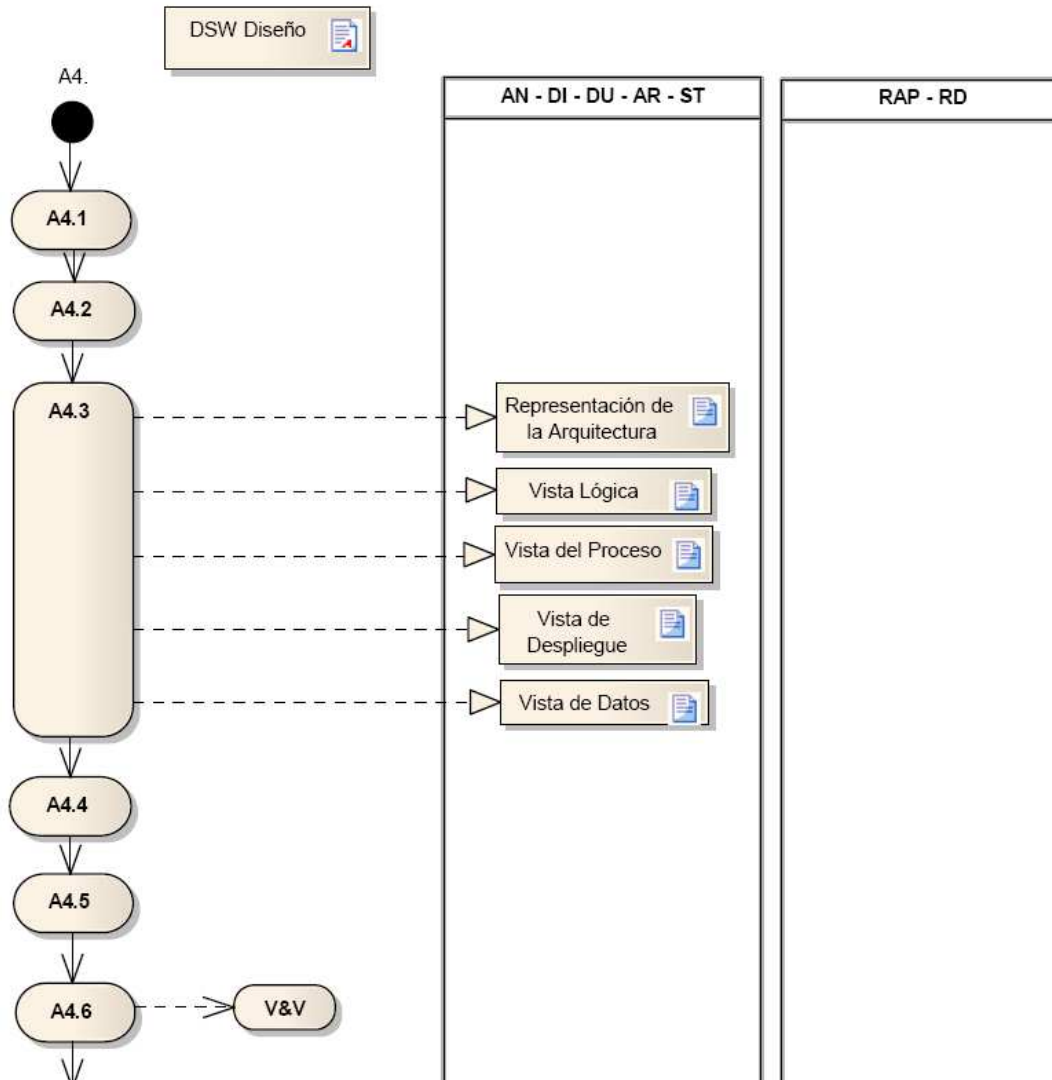 DSW Diseño
A4.
AN - DI - DU - AR - ST
RAP - RD
A4.1
A4.2
A4.3
Representación de
la Arquitectura
Vista Lógica
Vista del Proceso
Vista de
Despliegue
Vista de Datos
A4.4
A4.5
A4.6
V&V